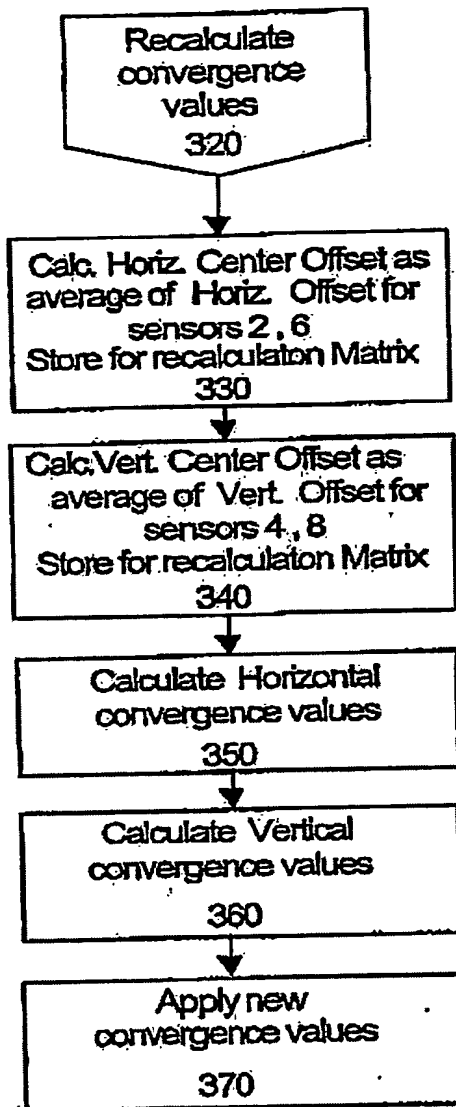 Recalculate
convergence
values
320
Calc. Horiz. Center Offset as
average of Horiz. Offset for
sensors 2, 6
Store for recalculaton Matrix
330
Calc.Vert. Center Offset as
average of Vert. Offset for
sensors 4, 8
Store for recalculaton Matrix
340
Calculate Horizontal
convergence values
350
Calculate Vertical
convergence values
360
Apply new
convergence values
370